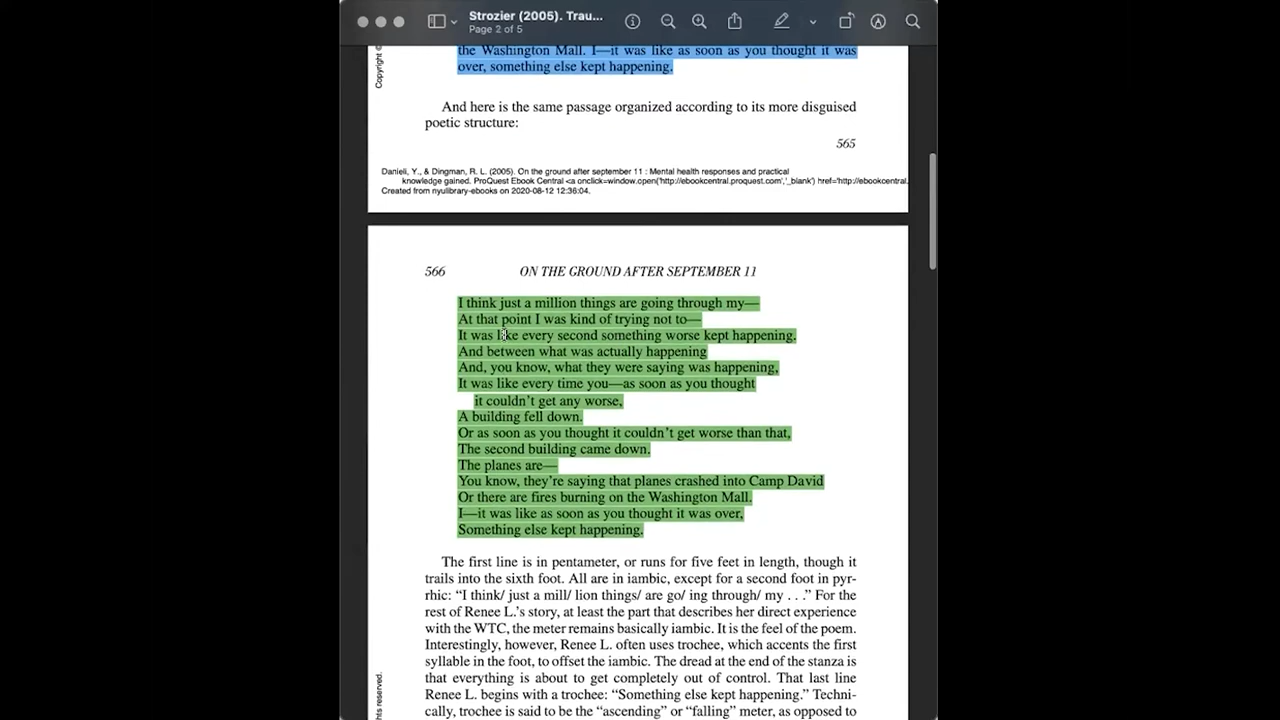 Strozier (2005). Trau...
Page 2 of 5
the Washington Mall. I—it was like as soon as you thought it was
over, something else kept happening.
Copyright ©
And here is the same passage organized according to its more disguised
poetic structure:
565
Danieli, Y., & Dingman, R. L. (2005). On the ground after september 11 : Mental health responses and practical
knowledge gained. ProQuest Ebook Central <a onclick=window.open('http://ebookcentral.proquest.com','_blank') href='http://ebookcentral.
Created from nyulibrary-ebooks on 2020-08-12 12:36:04.
566 ON THE GROUND AFTER SEPTEMBER 11
I think just a million things are going through my—
At that point I was kind of trying not to—
It was like every second something worse kept happening.
And between what was actually happening
And, you know, what they were saying was happening,
It was like every time you—as soon as you thought
it couldn't get any worse,
A building fell down.
Or as soon as you thought it couldn't get worse than that,
The second building came down.
The planes are—
You know, they're saying that planes crashed into Camp David
Or there are fires burning on the Washington Mall.
I—it was like as soon as you thought it was over,
Something else kept happening.
The first line is in pentameter, or runs for five feet in length, though it
trails into the sixth foot. All are in iambic, except for a second foot in pyr-
rhic: "I think/ just a mill/ lion things/ are go/ ing through/ my . . ." For the
rest of Renee L.'s story, at least the part that describes her direct experience
with the WTC, the meter remains basically iambic. It is the feel of the poem.
Interestingly, however, Renee L. often uses trochee, which accents the first
syllable in the foot, to offset the iambic. The dread at the end of the stanza is
that everything is about to get completely out of control. That last line
Renee L. begins with a trochee: "Something else kept happening." Techni-
cally, trochee is said to be the "ascending" or "falling" meter, as opposed to
hts reserved.